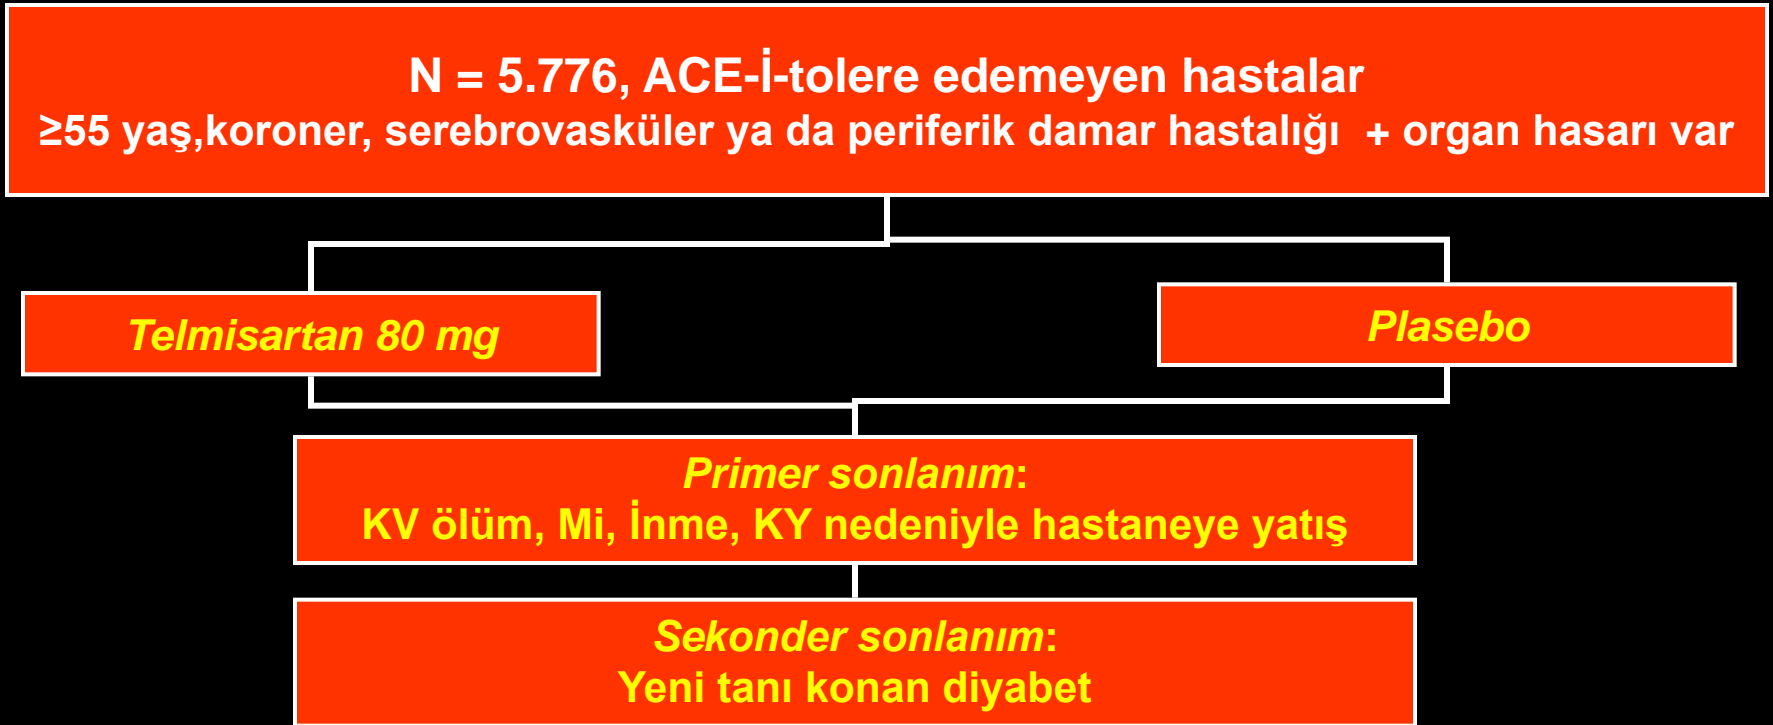 N = 5.776, ACE-İ-tolere edemeyen hastalar
≥55 yaş,koroner, serebrovasküler ya da periferik damar hastalığı + organ hasarı var
Telmisartan 80 mg
Plasebo
Primer sonlanım:
KV ölüm, Mi, İnme, KY nedeniyle hastaneye yatış
Sekonder sonlanım:
Yeni tanı konan diyabet